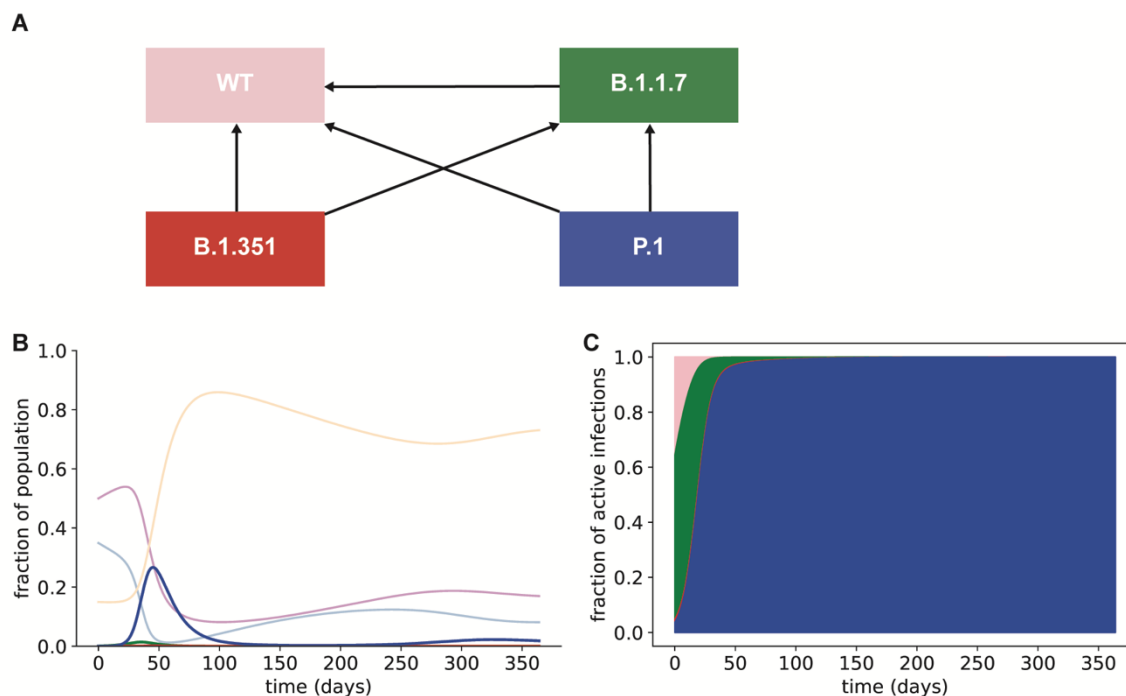 A
WT
B.1.1.7
B.1.351
P.1
B
1.0
0.8
0.6
0.4
0.2
0.0
fraction of population
0 50 100 150 200 250 300 350
time (days)
C
1.0
0.8
0.6
0.4
0.2
0.0
fraction of active infections
0 50 100 150 200 250 300 350
time (days)